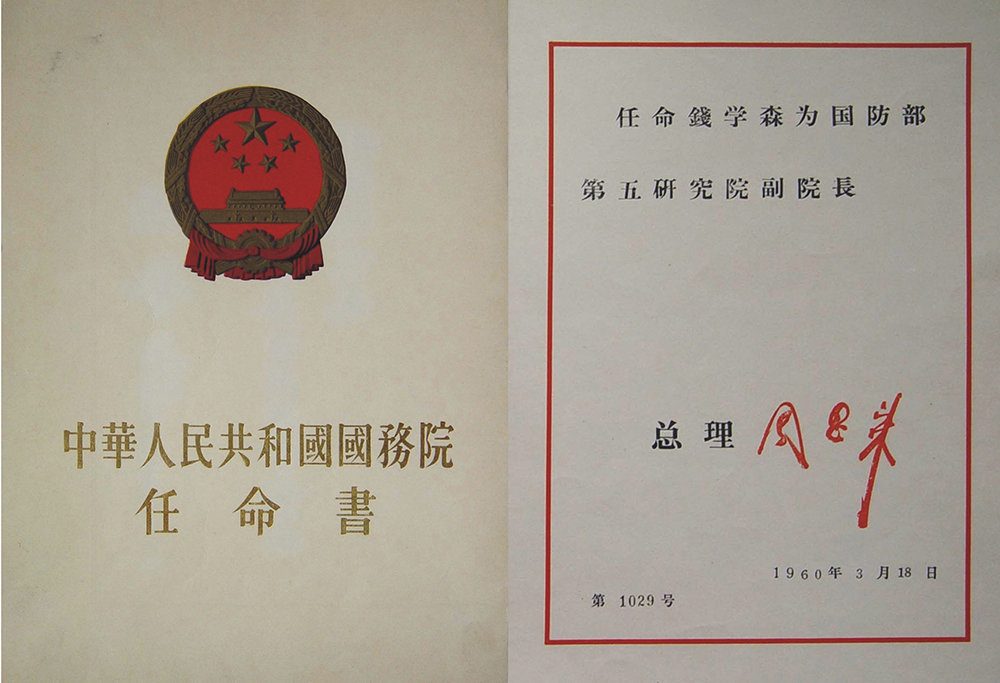 中華人民共和國國務院
任命書
任命錢学森为国防部
第五研究院副院長
总理 周恩来
1960年3月18日
第 1029号